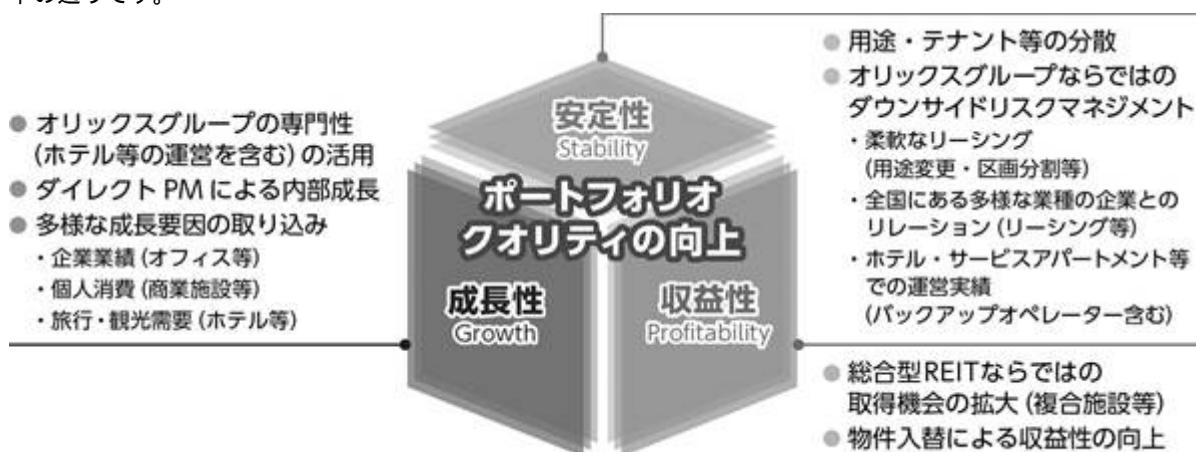 用途・テナント等の分散
オリックスグループならではの
ダウンサイドリスクマネジメント
・柔軟なリーシング
(用途変更・区画分割等)
・全国にある多様な業種の企業との
リレーション(リーシング等)
・ホテル・サービスアパートメント等
での運営実績
(バックアップオペレーター含む)
オリックスグループの専門性
(ホテル等の運営を含む)の活用
ダイレクトPMによる内部成長
多様な成長要因の取り込み
・企業業績(オフィス等)
・個人消費(商業施設等)
・旅行・観光需要(ホテル等)
安定性
Stability
ポートフォリオ
クオリティの向上
成長性
Growth
収益性
Profitability
総合型REITならではの
取得機会の拡大(複合施設等)
物件入替による収益性の向上